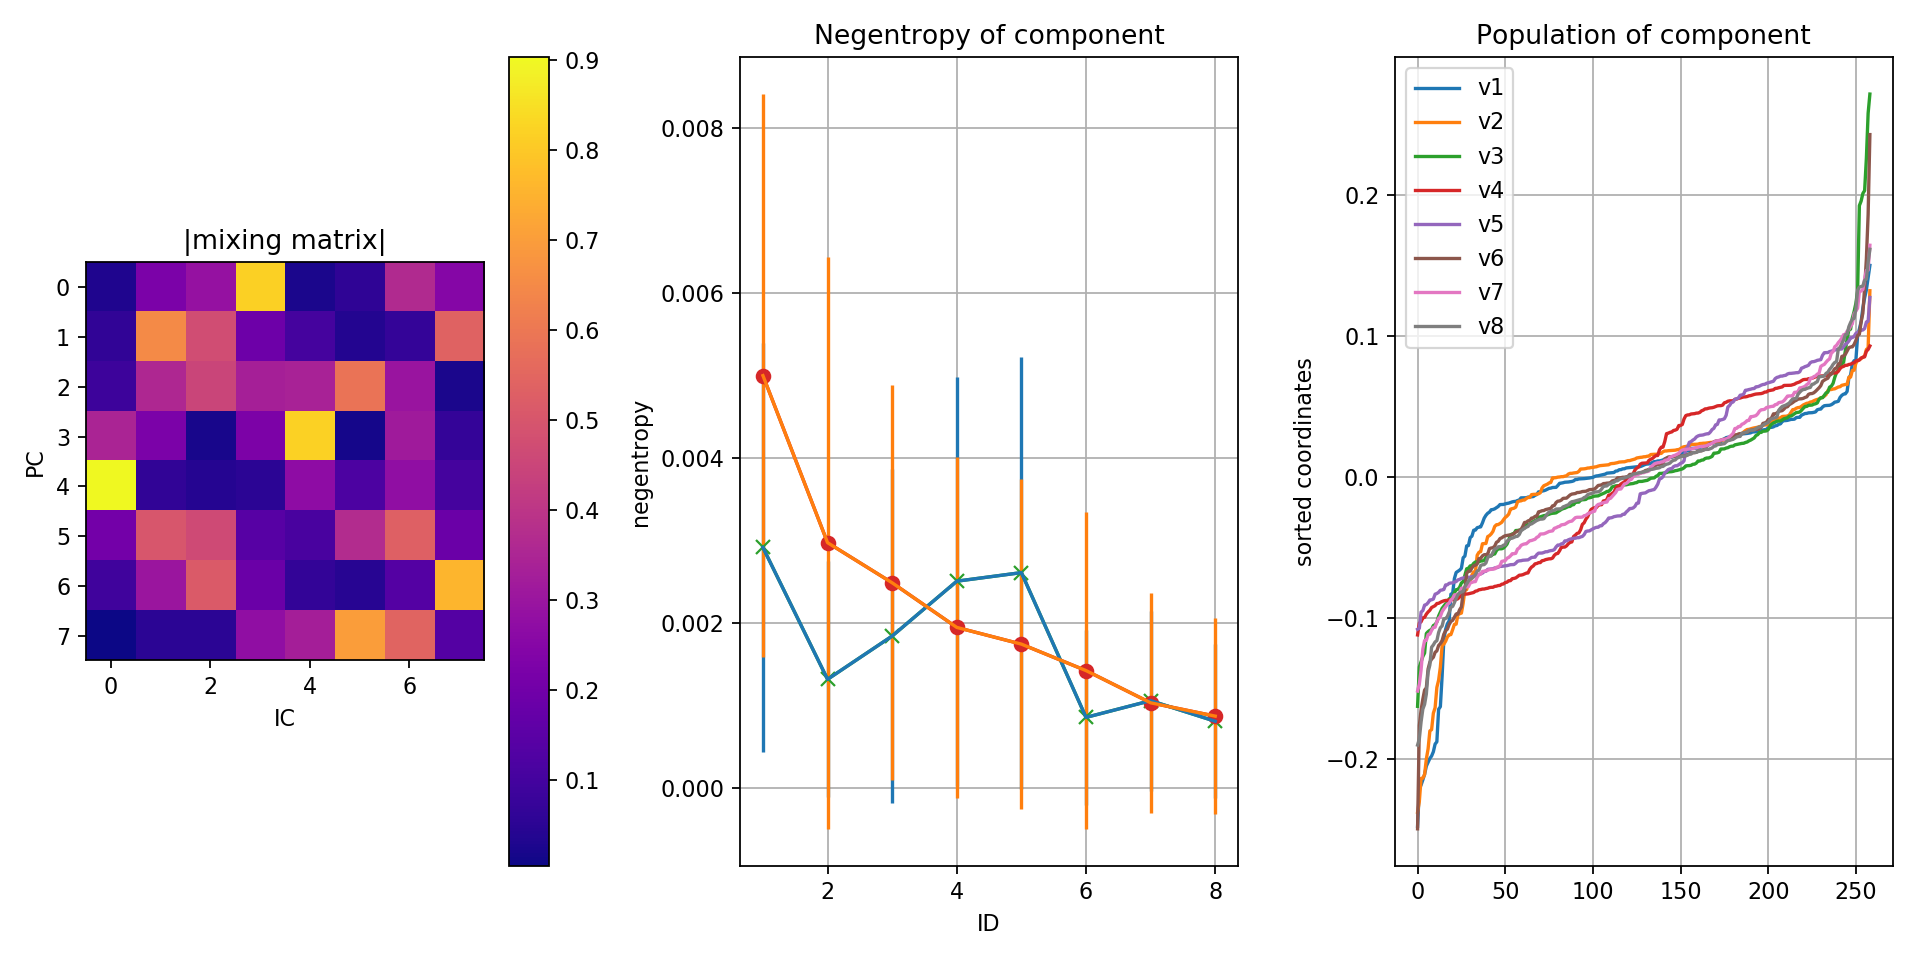 |mixing matrix|
0
1
2
3
4
5
6
7
PC
0 2 4 6
IC
0.9
0.8
0.7
0.6
0.5
0.4
0.3
0.2
0.1
Negentropy of component
0.008
0.006
0.004
0.002
0.000
negentropy
2 4 6 8
ID
Population of component
v1
v2
v3
v4
v5
v6
v7
v8
0.2
0.1
0.0
−0.1
−0.2
sorted coordinates
0 50 100 150 200 250